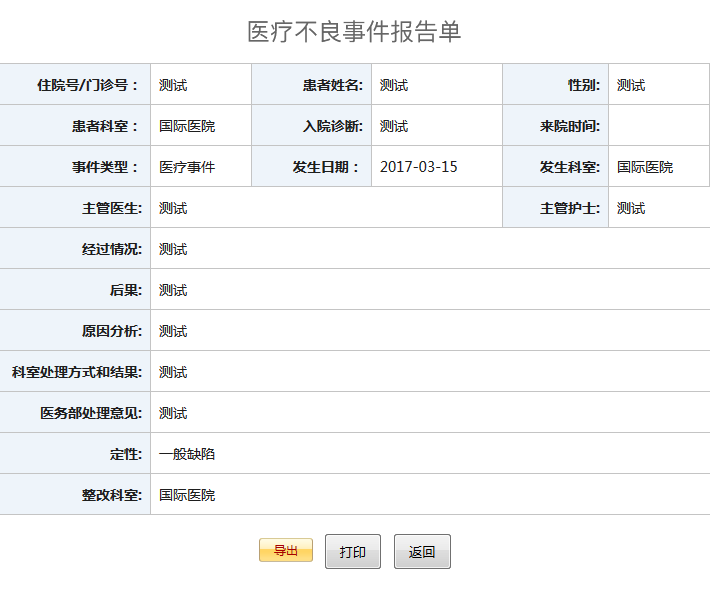 医疗不良事件报告单
住院号/门诊号： 测试 患者姓名: 测试 性别: 测试
患者科室： 国际医院 入院诊断: 测试 来院时间:
事件类型： 医疗事件 发生日期： 2017-03-15 发生科室: 国际医院
主管医生: 测试 主管护士: 测试
经过情况: 测试
后果: 测试
原因分析: 测试
科室处理方式和结果: 测试
医务部处理意见: 测试
定性: 一般缺陷
整改科室: 国际医院
导出 打印 返回